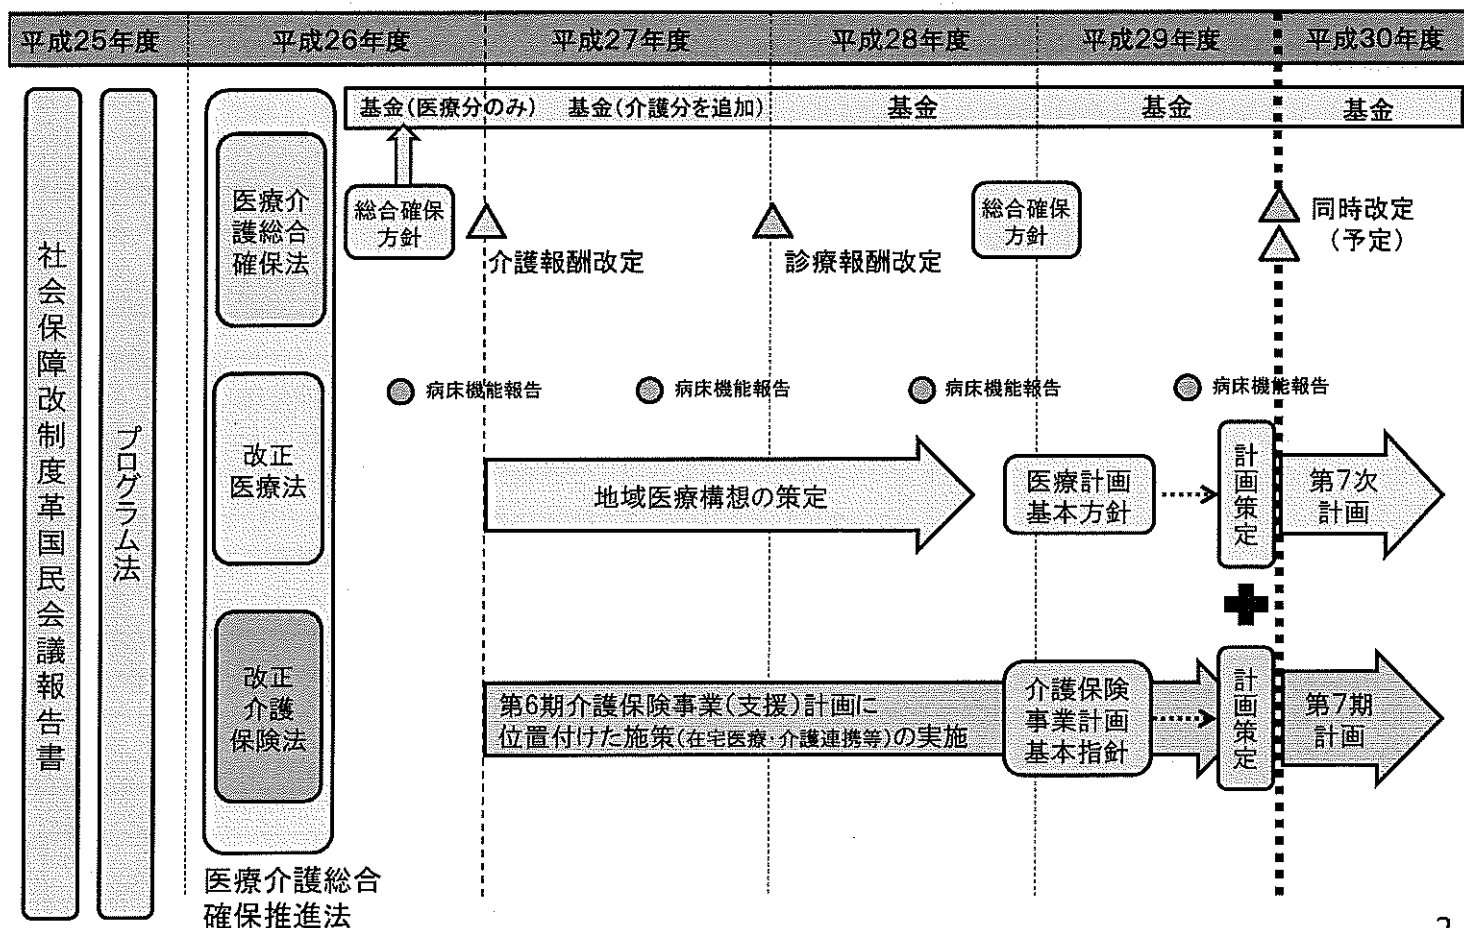 平成25年度
平成26年度
平成27年度
平成28年度
平成29年度
平成30年度
社会保障改制度革国民会議報告書
プログラム法
基金(医療分のみ)
基金(介護分を追加)
基金
基金
基金
医療介
護総合
確保法
総合確保
方針
介護報酬改定
診療報酬改定
総合確保
方針
同時改定
(予定)
病床機能報告
病床機能報告
病床機能報告
病床機能報告
改正
医療法
地域医療構想の策定
医療計画
基本方針
計画策定
第7次
計画
改正
介護
保険法
第6期介護保険事業(支援)計画に
位置付けた施策(在宅医療・介護連携等)の実施
介護保険
事業計画
基本指針
計画策定
第7期
計画
医療介護総合
確保推進法